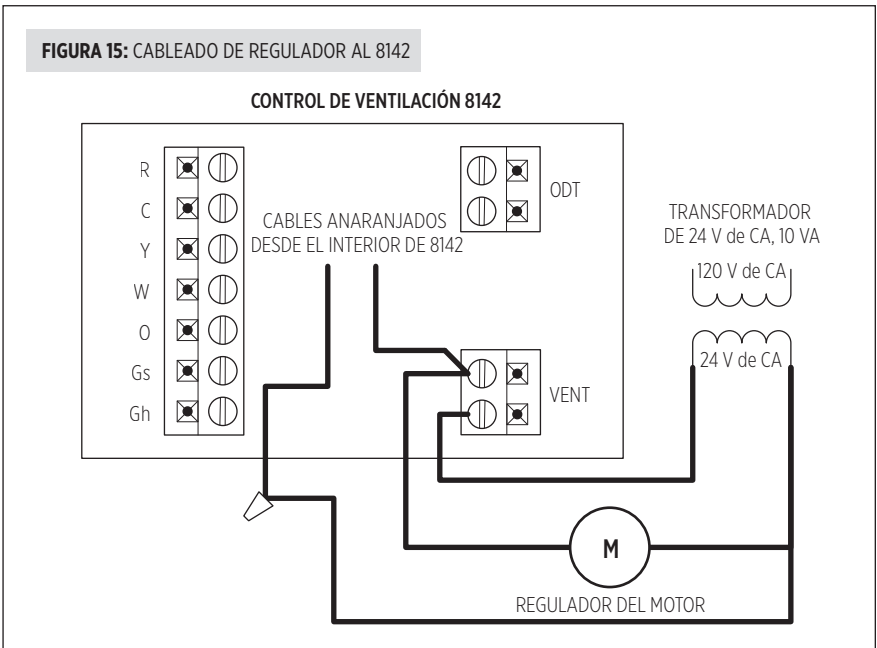 FIGURA 15: CABLEADO DE REGULADOR AL 8142
CONTROL DE VENTILACIÓN 8142
R
C
Y
W
O
Gs
Gh
CABLES ANARANJADOS
DESDE EL INTERIOR DE 8142
ODT
VENT
TRANSFORMADOR
DE 24 V de CA, 10 VA
120 V de CA
24 V de CA
M
REGULADOR DEL MOTOR